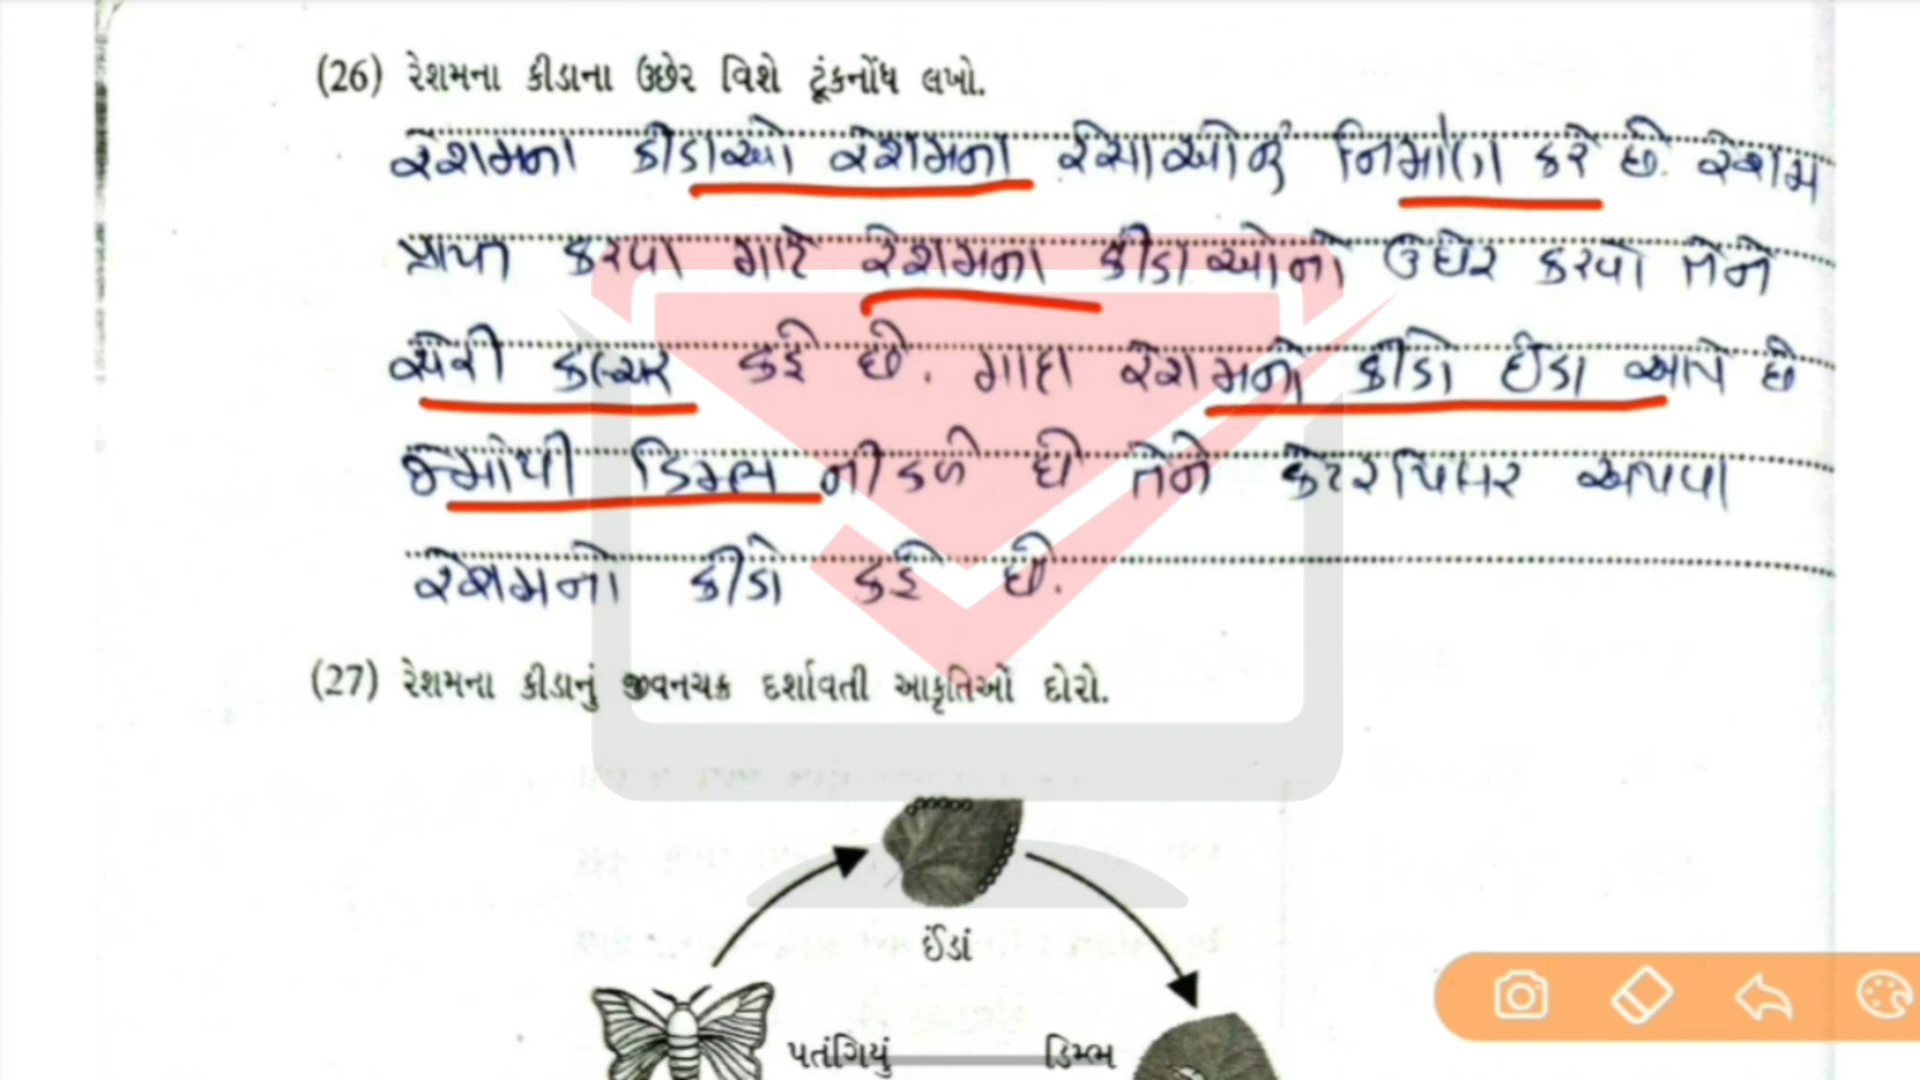 (26) રેશમના કીડાના ઉછેર વિશે ટૂંકનોંધ લખો.
રેશમના કીડાઓ રેશમના રેસાઓનું નિર્માણ કરે છે. રેશમ
પ્રાપ્ત કરવા માટે રેશમના કીડાઓનો ઉછેર કરવો તેને
સેરી કલ્ચર કહે છે. માદા રેશમનો કીડો ઈંડા આપે છે
જેમાંથી ડિમ્ભ નીકળે છે તેને કેટરપિલર અથવા
રેશમનો કીડો કહે છે.
(27) રેશમના કીડાનું જીવનચક્ર દર્શાવતી આકૃતિઓ દોરો.
ઈંડાં
પતંગિયું
ડિમ્ભ